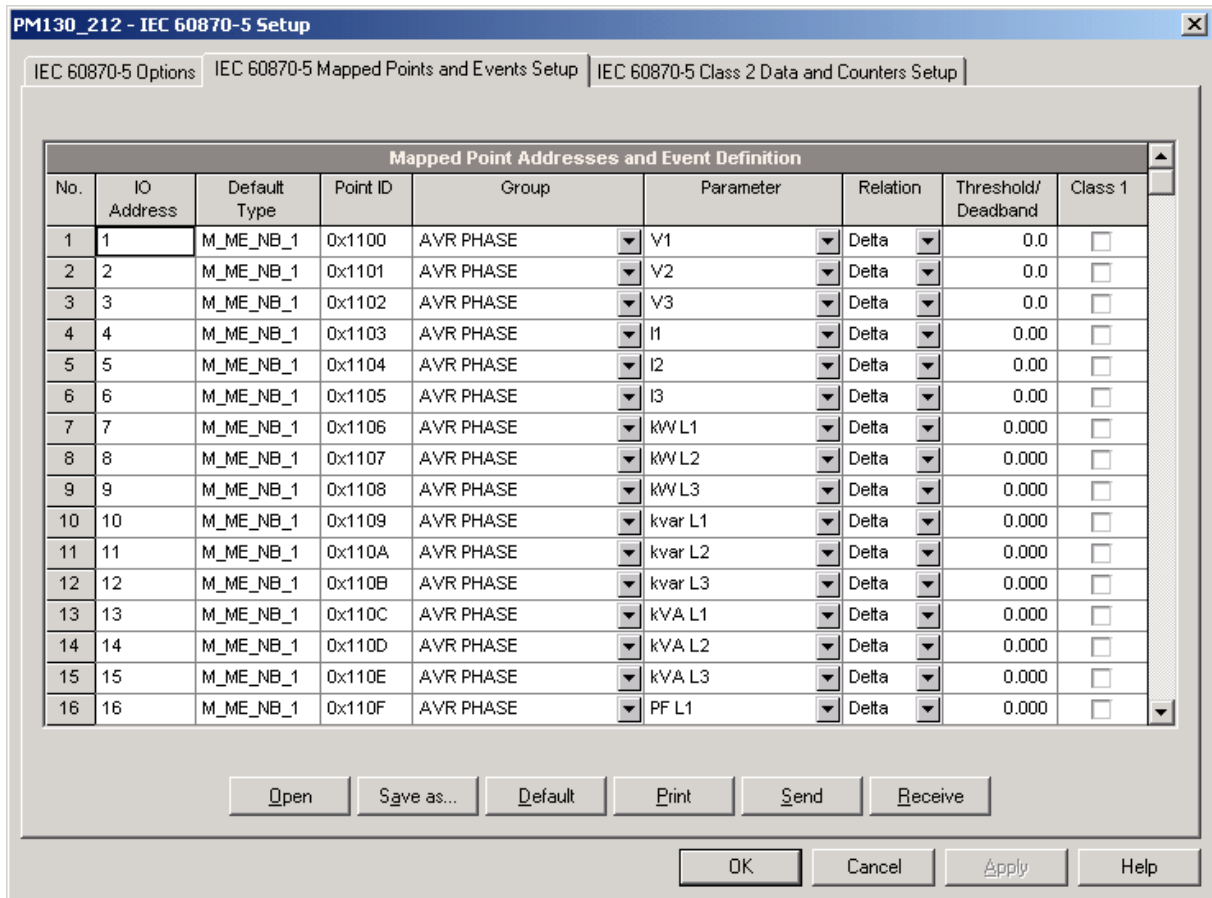 PM130_212 - IEC 60870-5 Setup
IEC 60870-5 Options IEC 60870-5 Mapped Points and Events Setup IEC 60870-5 Class 2 Data and Counters Setup
Mapped Point Addresses and Event Definition
No. IO Address Default Type Point ID Group Parameter Relation Threshold/ Deadband Class 1
1 1 M_ME_NB_1 0x1100 AVR PHASE V1 Delta 0.0
2 2 M_ME_NB_1 0x1101 AVR PHASE V2 Delta 0.0
3 3 M_ME_NB_1 0x1102 AVR PHASE V3 Delta 0.0
4 4 M_ME_NB_1 0x1103 AVR PHASE I1 Delta 0.00
5 5 M_ME_NB_1 0x1104 AVR PHASE I2 Delta 0.00
6 6 M_ME_NB_1 0x1105 AVR PHASE I3 Delta 0.00
7 7 M_ME_NB_1 0x1106 AVR PHASE kW L1 Delta 0.000
8 8 M_ME_NB_1 0x1107 AVR PHASE kW L2 Delta 0.000
9 9 M_ME_NB_1 0x1108 AVR PHASE kW L3 Delta 0.000
10 10 M_ME_NB_1 0x1109 AVR PHASE kvar L1 Delta 0.000
11 11 M_ME_NB_1 0x110A AVR PHASE kvar L2 Delta 0.000
12 12 M_ME_NB_1 0x110B AVR PHASE kvar L3 Delta 0.000
13 13 M_ME_NB_1 0x110C AVR PHASE kVA L1 Delta 0.000
14 14 M_ME_NB_1 0x110D AVR PHASE kVA L2 Delta 0.000
15 15 M_ME_NB_1 0x110E AVR PHASE kVA L3 Delta 0.000
16 16 M_ME_NB_1 0x110F AVR PHASE PF L1 Delta 0.000
Open Save as... Default Print Send Receive
OK Cancel Apply Help